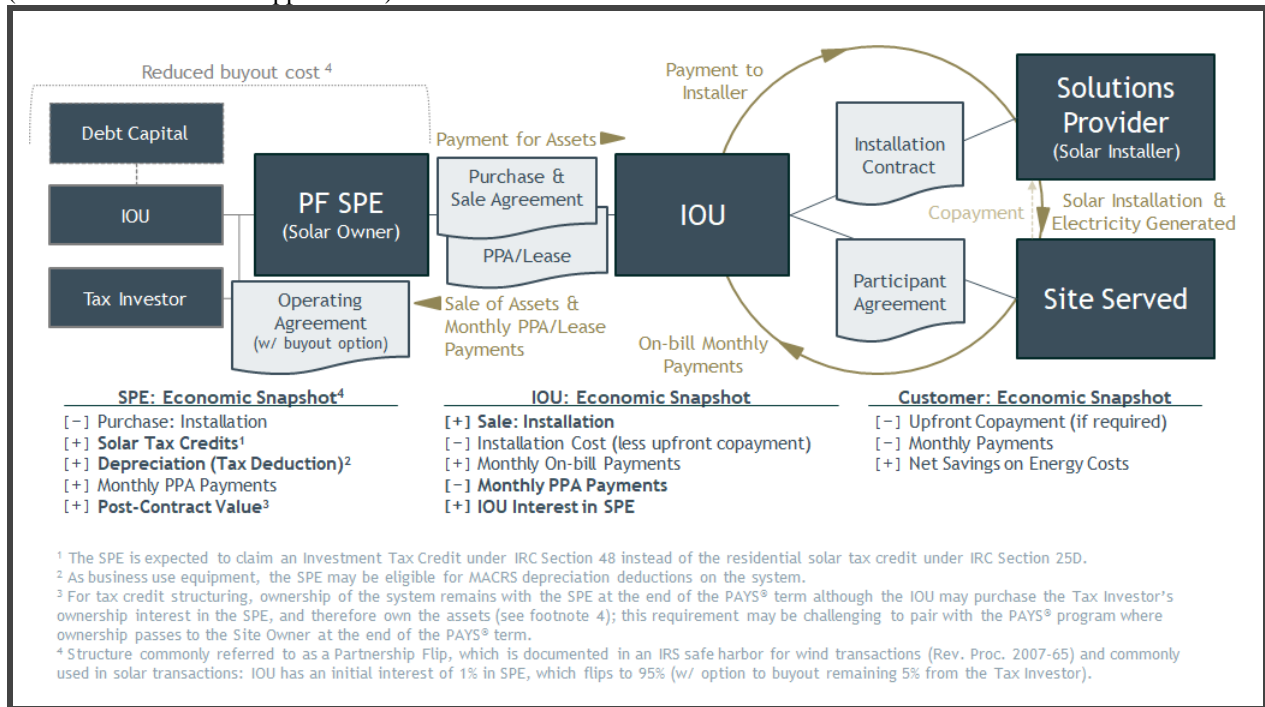 Reduced buyout cost ⁴
Debt Capital
IOU
Tax Investor
PF SPE
(Solar Owner)
Operating
Agreement
(w/ buyout option)
Payment for Assets
Purchase &
Sale Agreement
PPA/Lease
Sale of Assets &
Monthly PPA/Lease
Payments
IOU
Payment to
Installer
Installation
Contract
Participant
Agreement
On-bill Monthly
Payments
Solutions
Provider
(Solar Installer)
Copayment
Solar Installation &
Electricity Generated
Site Served
SPE: Economic Snapshot⁴
[-] Purchase: Installation
[+] Solar Tax Credits¹
[+] Depreciation (Tax Deduction)²
[+] Monthly PPA Payments
[+] Post-Contract Value³
IOU: Economic Snapshot
[+] Sale: Installation
[-] Installation Cost (less upfront copayment)
[+] Monthly On-bill Payments
[-] Monthly PPA Payments
[+] IOU Interest in SPE
Customer: Economic Snapshot
[-] Upfront Copayment (if required)
[-] Monthly Payments
[+] Net Savings on Energy Costs
¹ The SPE is expected to claim an Investment Tax Credit under IRC Section 48 instead of the residential solar tax credit under IRC Section 25D.
² As business use equipment, the SPE may be eligible for MACRS depreciation deductions on the system.
³ For tax credit structuring, ownership of the system remains with the SPE at the end of the PAYS® term although the IOU may purchase the Tax Investor's
ownership interest in the SPE, and therefore own the assets (see footnote 4); this requirement may be challenging to pair with the PAYS® program where
ownership passes to the Site Owner at the end of the PAYS® term.
⁴ Structure commonly referred to as a Partnership Flip, which is documented in an IRS safe harbor for wind transactions (Rev. Proc. 2007-65) and commonly
used in solar transactions: IOU has an initial interest of 1% in SPE, which flips to 95% (w/ option to buyout remaining 5% from the Tax Investor).